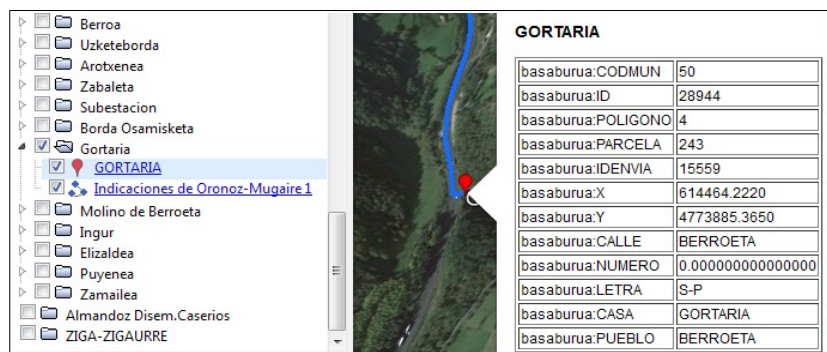 Berroa
Uzketeborda
Arotxenea
Zabaleta
Subestacion
Borda Osamisketa
Gortaria
GORTARIA
Indicaciones de Oronoz-Mugaire 1
Molino de Berroeta
Ingur
Elizaldea
Puyenea
Zamailea
Almandoz Disem.Caserios
ZIGA-ZIGAURRE
GORTARIA
basaburua:CODMUN 50
basaburua:ID 28944
basaburua:POLIGONO 4
basaburua:PARCELA 243
basaburua:IDENVIA 15559
basaburua:X 614464.2220
basaburua:Y 4773885.3650
basaburua:CALLE BERROETA
basaburua:NUMERO 0.000000000000000
basaburua:LETRA S-P
basaburua:CASA GORTARIA
basaburua:PUEBLO BERROETA